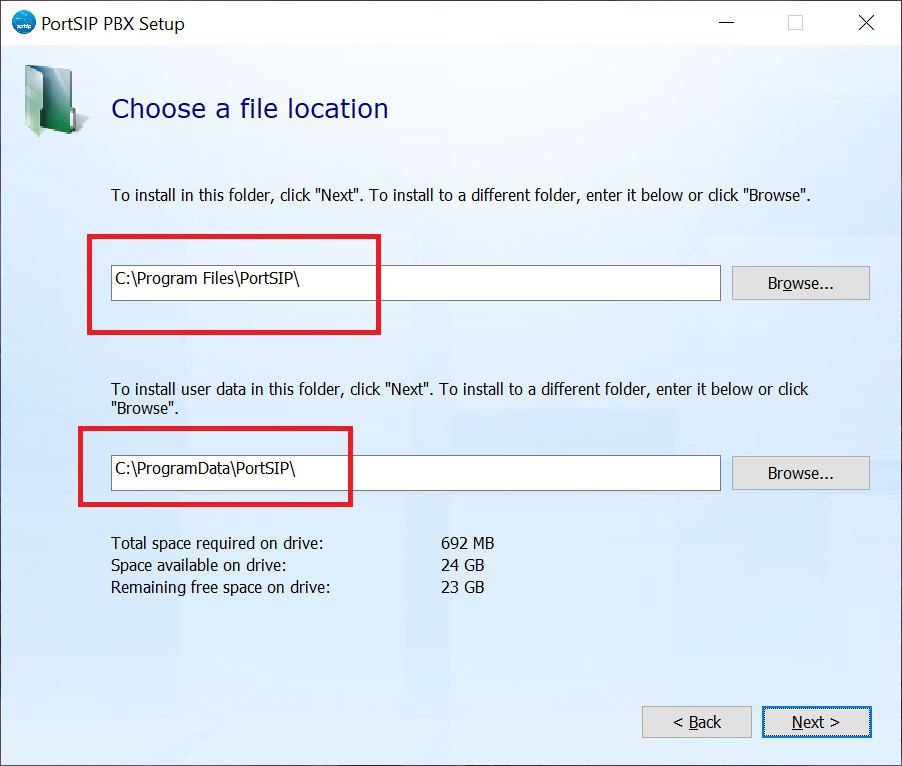 PortSIP PBX Setup
Choose a file location
To install in this folder, click "Next". To install to a different folder, enter it below or click "Browse".
C:\Program Files\PortSIP\
Browse...
To install user data in this folder, click "Next". To install to a different folder, enter it below or click
"Browse".
C:\ProgramData\PortSIP\
Browse...
Total space required on drive: 692 MB
Space available on drive: 24 GB
Remaining free space on drive: 23 GB
< Back
Next >